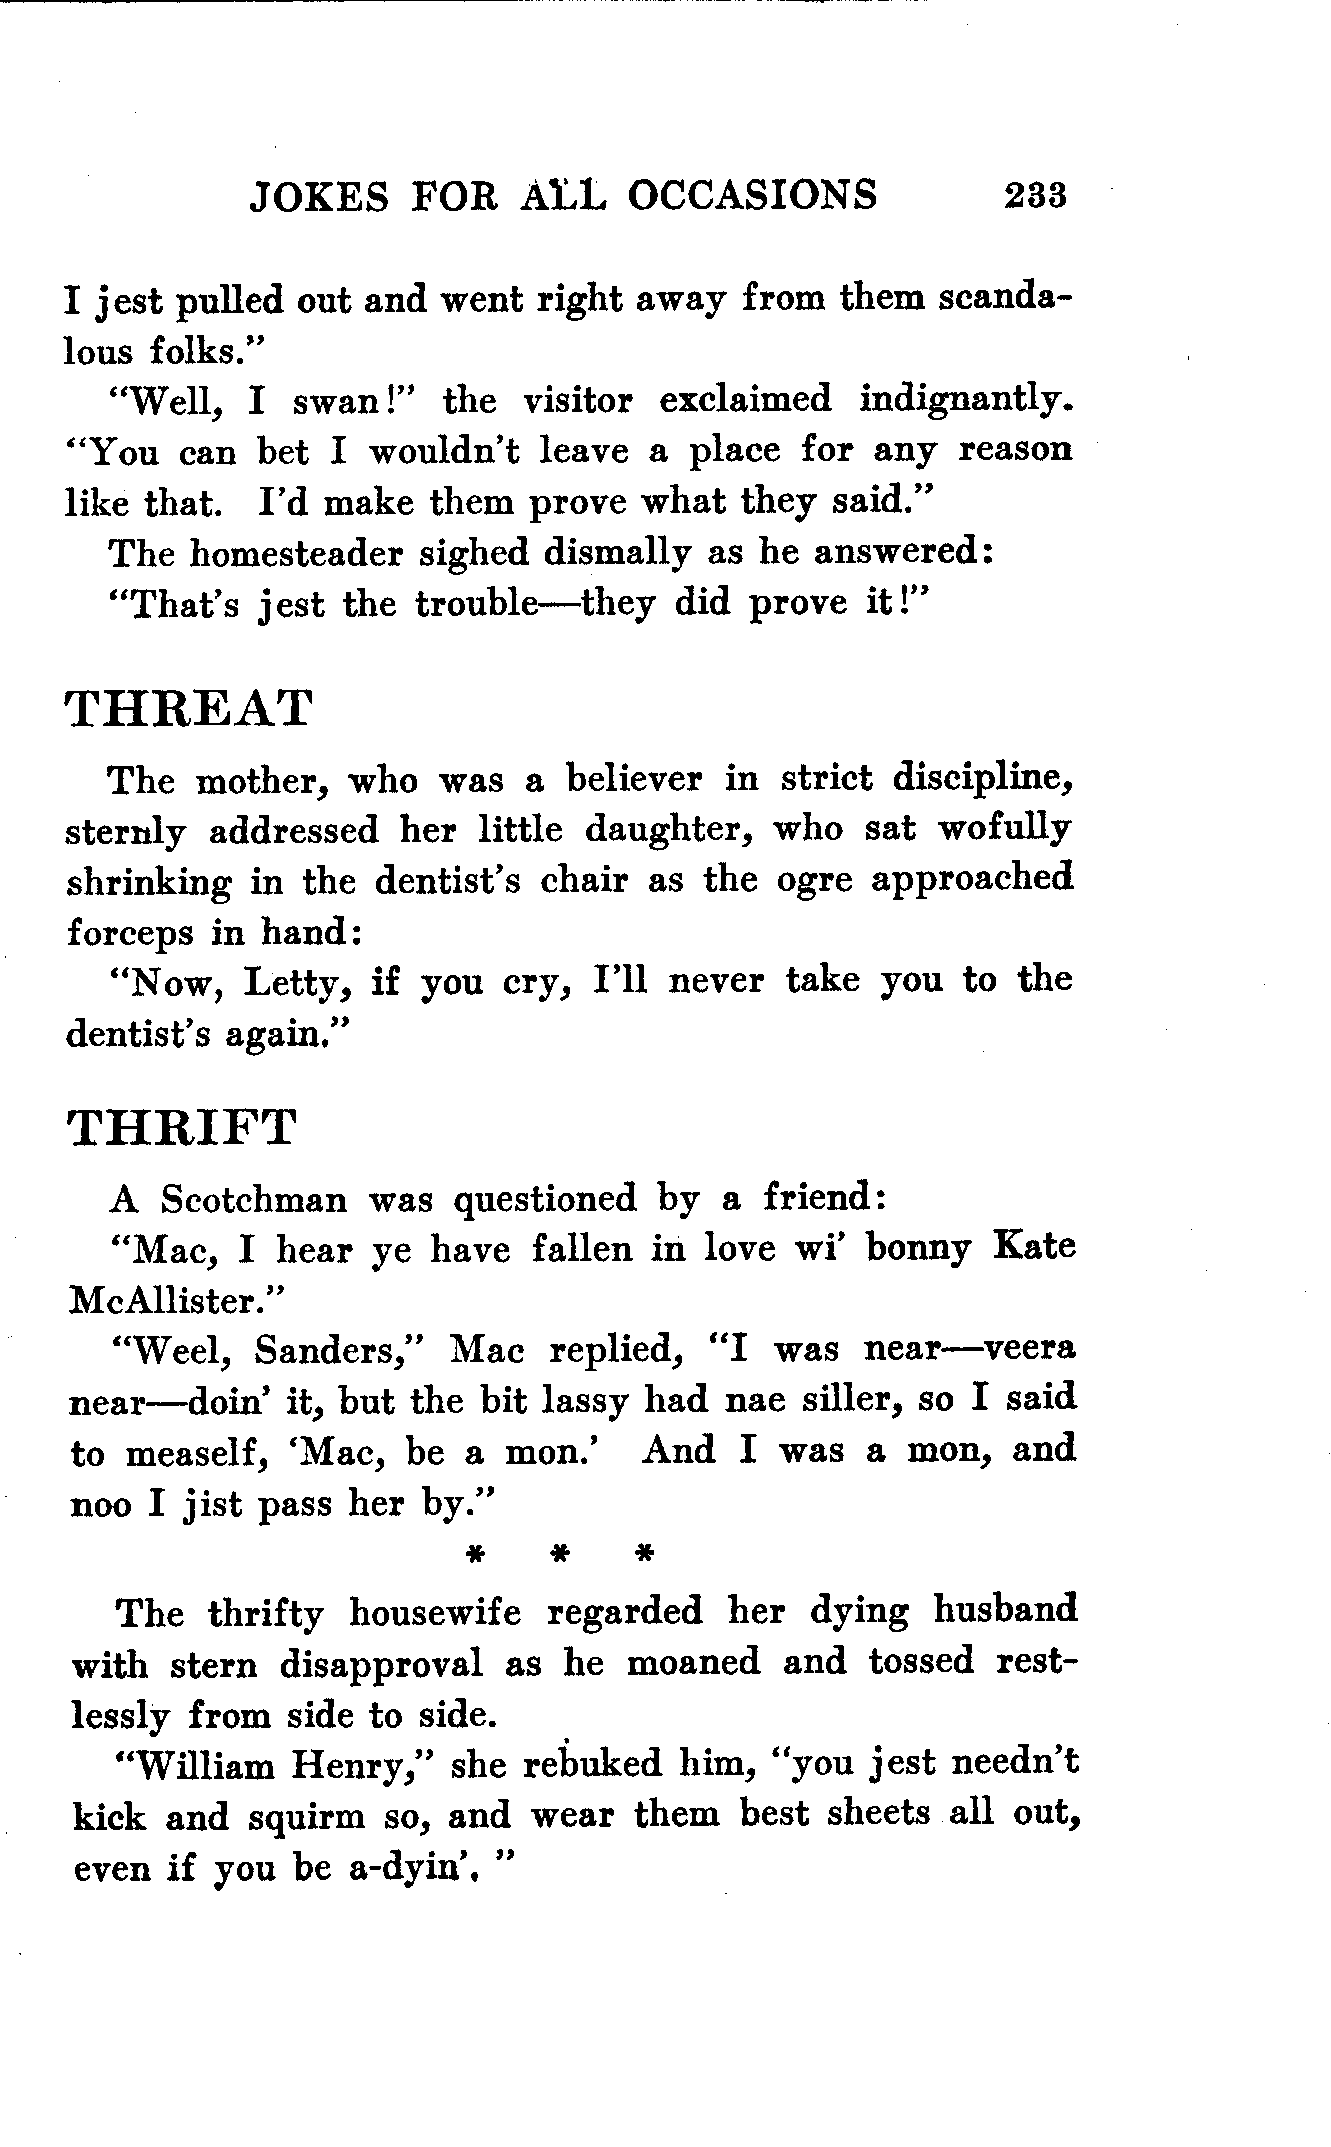 JOKES FOR ALL OCCASIONS 233
I jest pulled out and went right away from them scanda-
lous folks."
"Well, I swan!" the visitor exclaimed indignantly.
"You can bet I wouldn't leave a place for any reason
like that. I'd make them prove what they said."
The homesteader sighed dismally as he answered:
"That's jest the trouble—they did prove it!"
THREAT
The mother, who was a believer in strict discipline,
sternly addressed her little daughter, who sat wofully
shrinking in the dentist's chair as the ogre approached
forceps in hand:
"Now, Letty, if you cry, I'll never take you to the
dentist's again."
THRIFT
A Scotchman was questioned by a friend:
"Mac, I hear ye have fallen in love wi' bonny Kate
McAllister."
"Weel, Sanders," Mac replied, "I was near—veera
near—doin' it, but the bit lassy had nae siller, so I said
to meaself, 'Mac, be a mon.' And I was a mon, and
noo I jist pass her by."
* * *
The thrifty housewife regarded her dying husband
with stern disapproval as he moaned and tossed rest-
lessly from side to side.
"William Henry," she rebuked him, "you jest needn't
kick and squirm so, and wear them best sheets all out,
even if you be a-dyin'. "